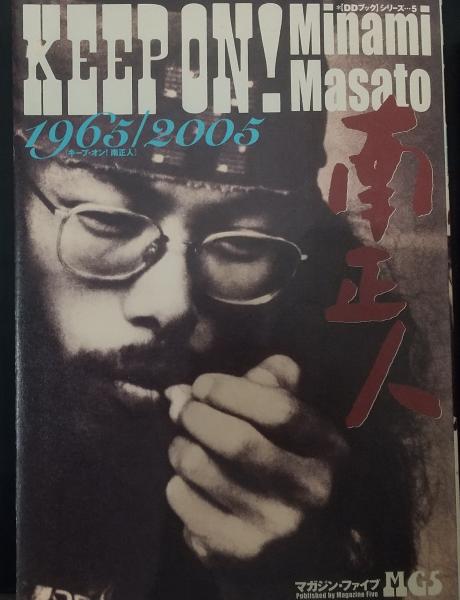 *[DDブック]シリーズ…5
KEEP ON!
Minami
Masato
1965/2005
[キープ・オン! 南正人]
南正人
マガジン・ファイブ
Published by Magazine Five
MG5